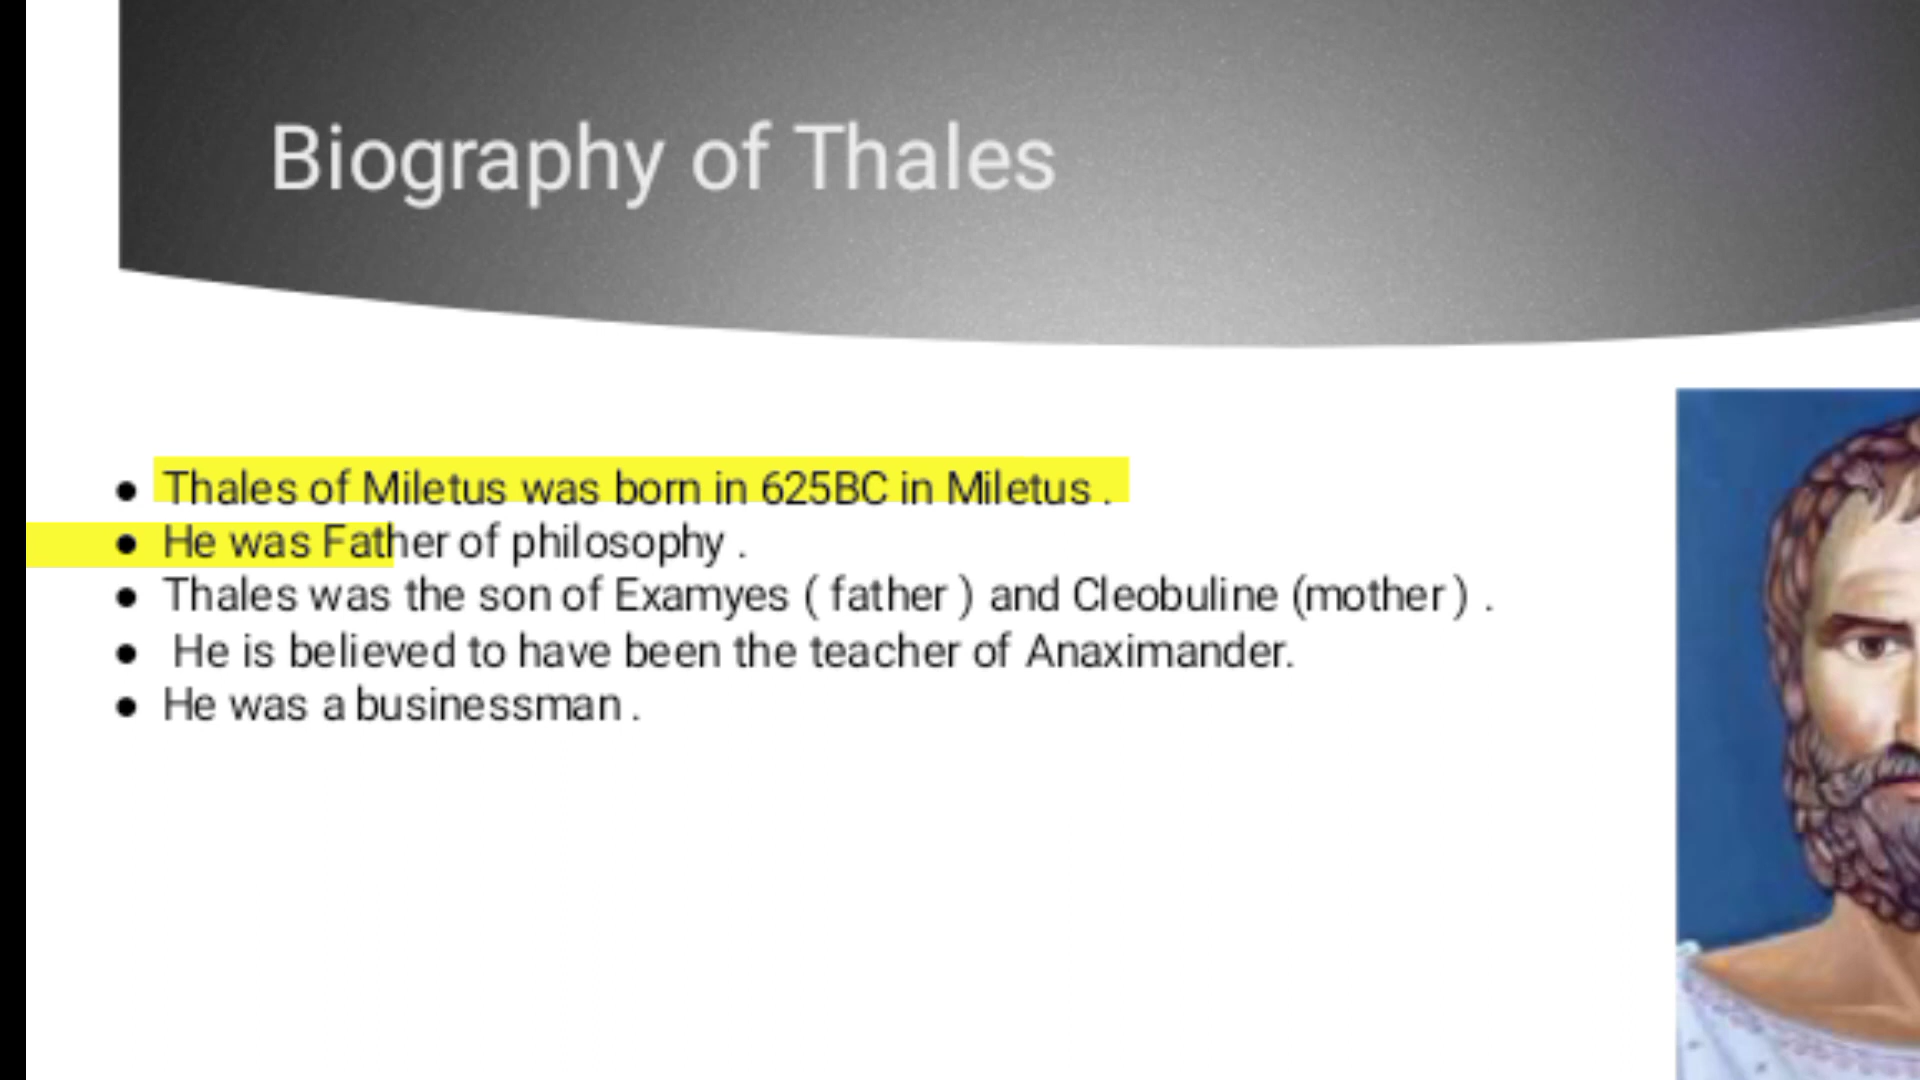 Biography of Thales
● Thales of Miletus was born in 625BC in Miletus .
● He was Father of philosophy .
● Thales was the son of Examyes ( father ) and Cleobuline (mother ) .
● He is believed to have been the teacher of Anaximander.
● He was a businessman .